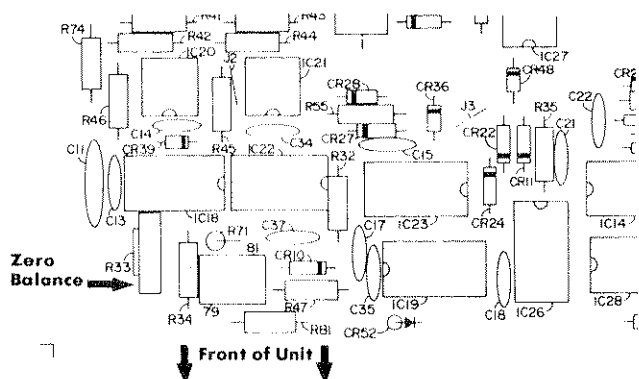 R41
R43
R74
R42
R44
IC20
J2
IC21
IC27
CR28
CR36
CR48
R55
J3
R35
C22
R46
C14
CR39
R45
C34
IC22
CR27
R32
C15
CR22
CR11
C21
C11
C13
IC18
IC23
CR24
IC14
R71
C37
C17
81
CR10
Zero
Balance
R33
R34
79
R47
C35
IC19
C18
IC26
IC28
R81
CR52
Front of Unit